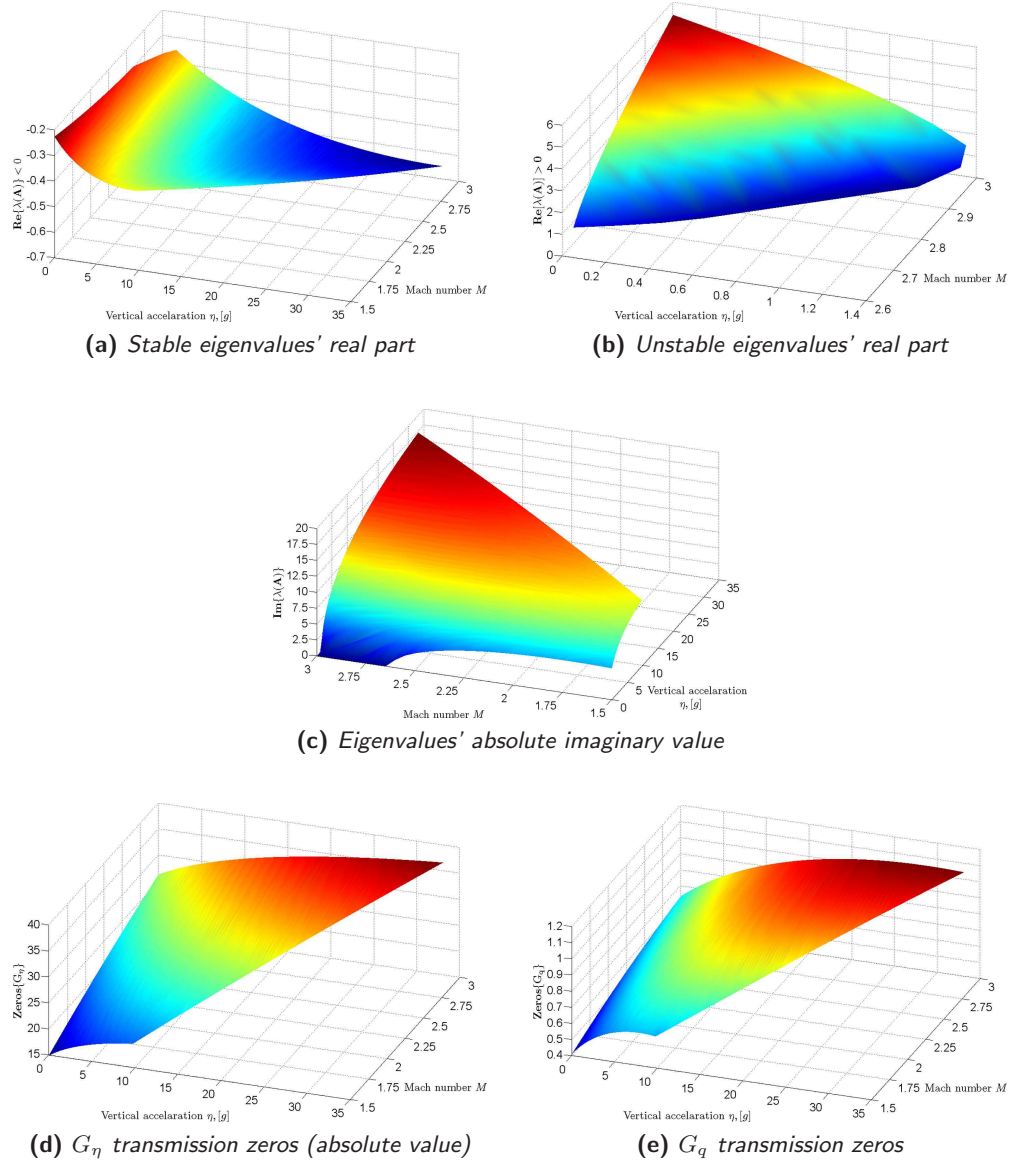 -0.2
-0.3
-0.4
-0.5
-0.6
-0.7
Re{λ(A)} < 0
0 5 10 15 20 25 30 35
Vertical accelaration η, [g]
1.5 1.75 2 2.25 2.5 2.75 3
Mach number M
(a) Stable eigenvalues' real part
6
5
4
3
2
1
0
Re[λ(A)] > 0
0.2 0.4 0.6 0.8 1 1.2 1.4
Vertical accelaration η, [g]
2.6 2.7 2.8 2.9 3
Mach number M
(b) Unstable eigenvalues' real part
20
17.5
15
12.5
10
7.5
5
2.5
0
Im{λ(A)}
3 2.75 2.5 2.25 2 1.75 1.5
Mach number M
0 5 10 15 20 25 30 35
Vertical accelaration
η, [g]
(c) Eigenvalues' absolute imaginary value
40
35
30
25
20
15
Zeros{Gη}
0 5 10 15 20 25 30 35
Vertical accelaration η, [g]
1.5 1.75 2 2.25 2.5 2.75 3
Mach number M
(d) Gη transmission zeros (absolute value)
1.2
1.1
1
0.9
0.8
0.7
0.6
0.5
0.4
Zeros{Gq}
0 5 10 15 20 25 30 35
Vertical accelaration η, [g]
1.5 1.75 2 2.25 2.5 2.75 3
Mach number M
(e) Gq transmission zeros